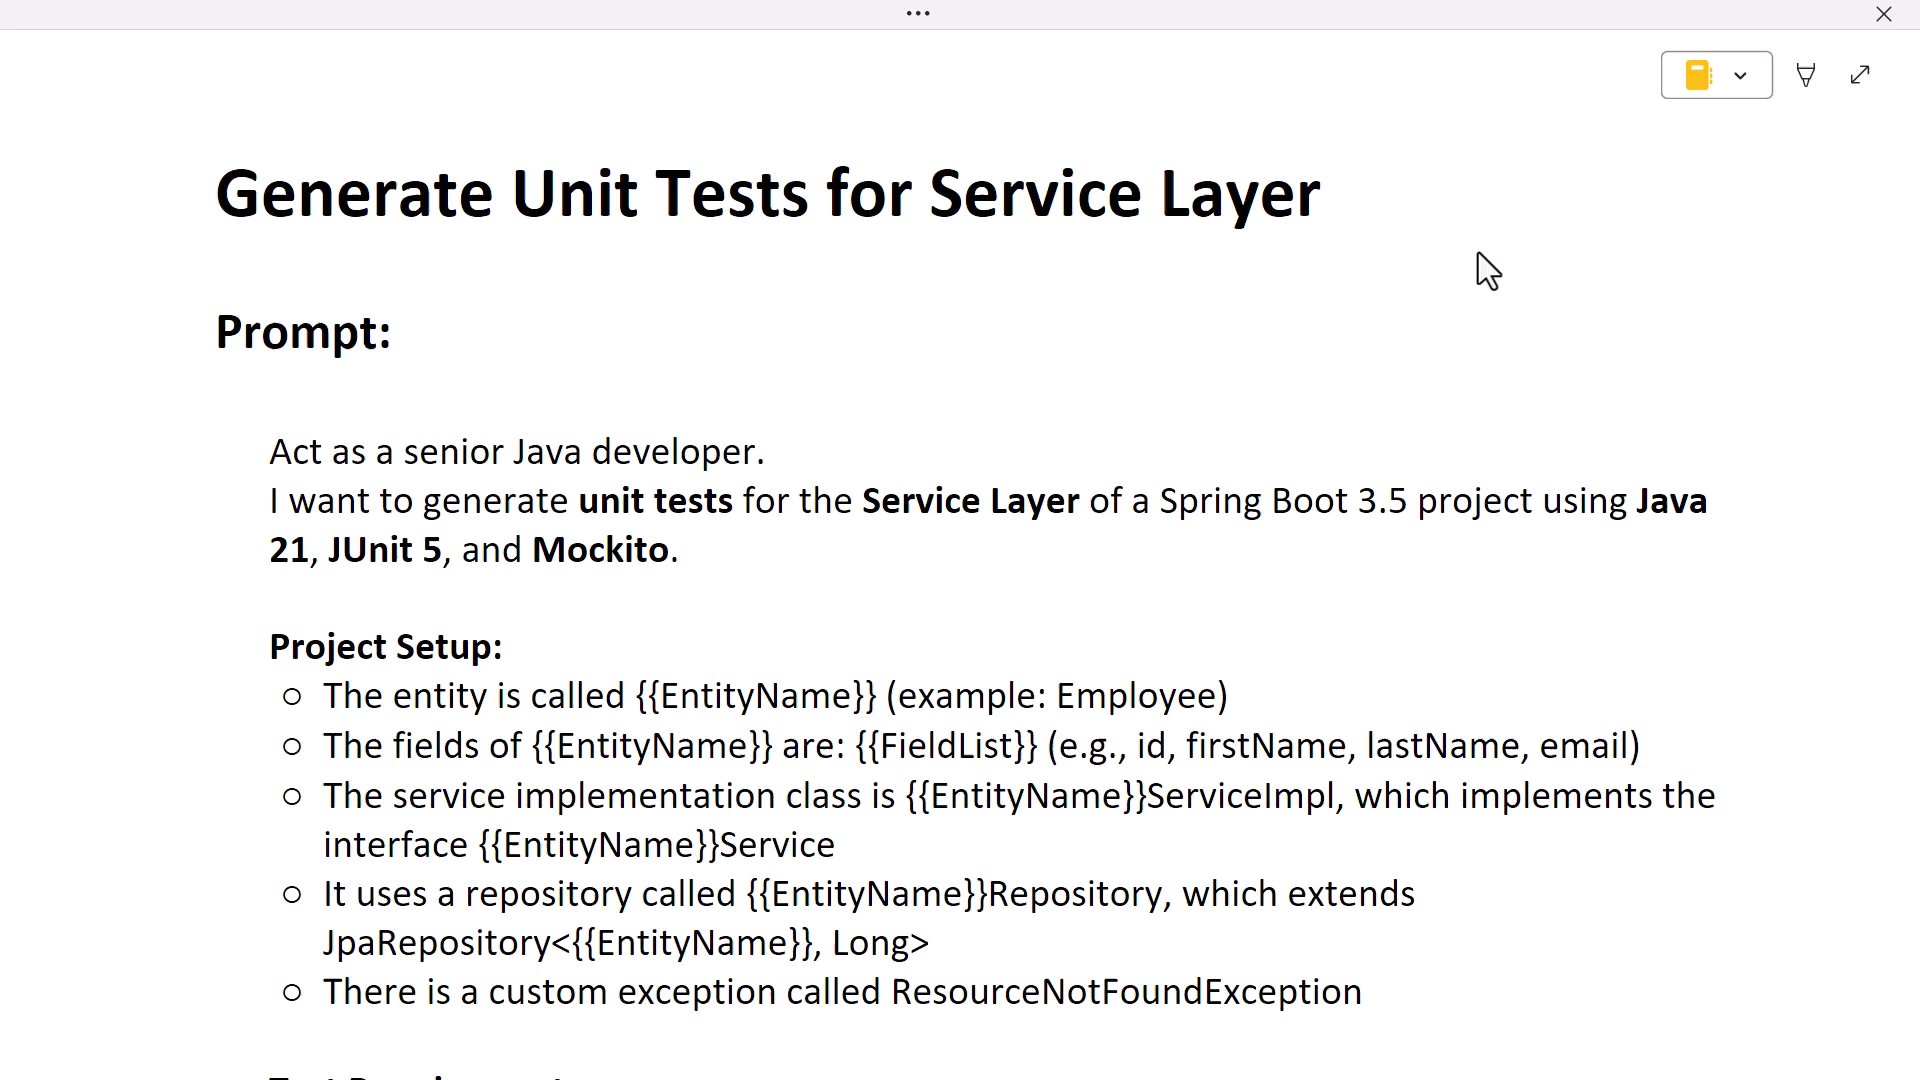 Generate Unit Tests for Service Layer
Prompt:
Act as a senior Java developer.
I want to generate unit tests for the Service Layer of a Spring Boot 3.5 project using Java
21, JUnit 5, and Mockito.
Project Setup:
○ The entity is called {{EntityName}} (example: Employee)
○ The fields of {{EntityName}} are: {{FieldList}} (e.g., id, firstName, lastName, email)
○ The service implementation class is {{EntityName}}ServiceImpl, which implements the
interface {{EntityName}}Service
○ It uses a repository called {{EntityName}}Repository, which extends
JpaRepository<{{EntityName}}, Long>
○ There is a custom exception called ResourceNotFoundException